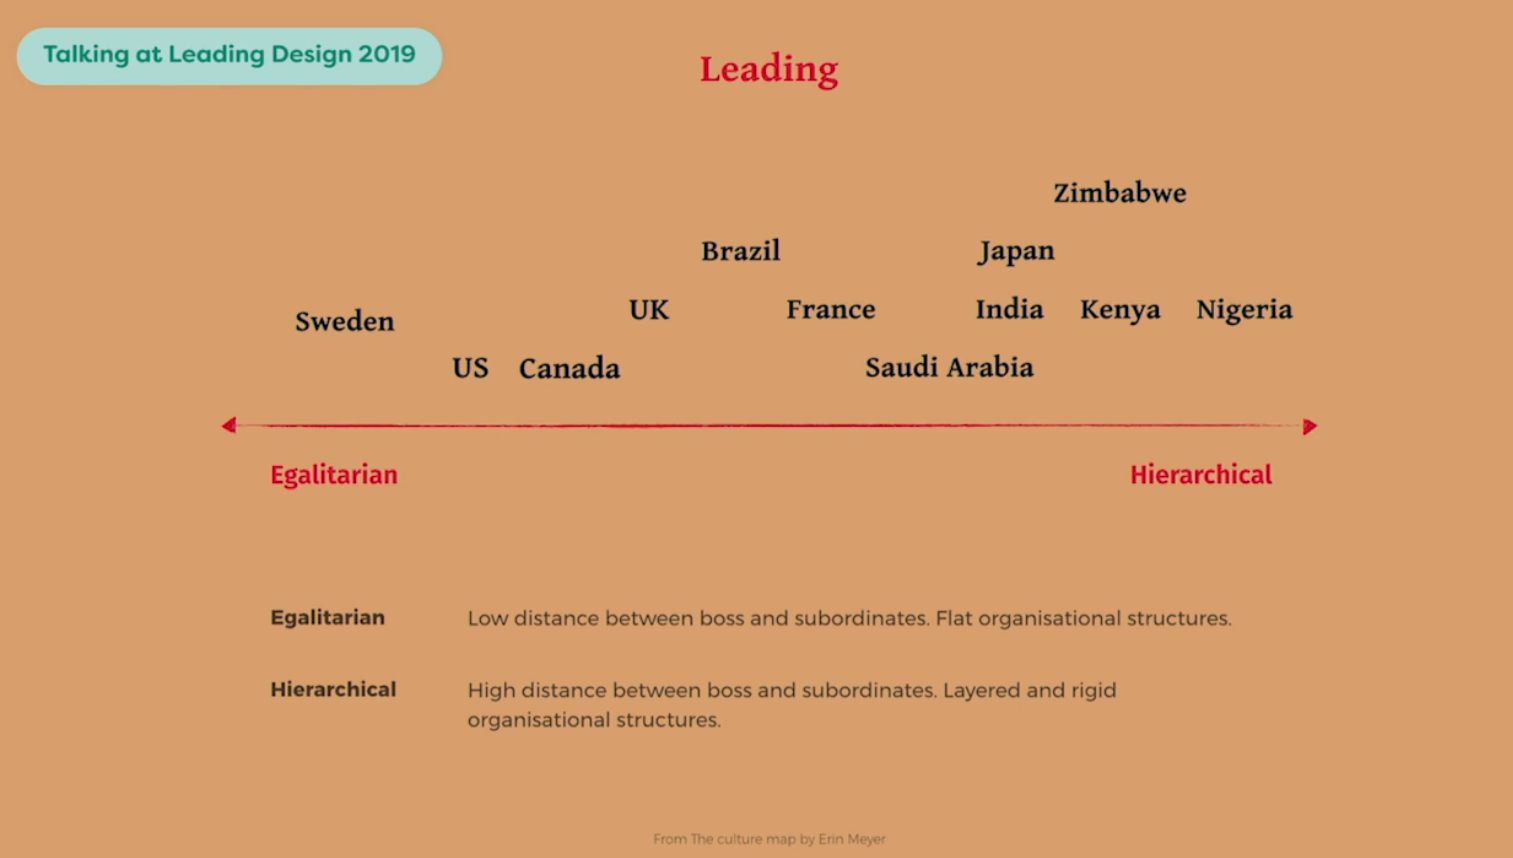 Talking at Leading Design 2019
Leading
Zimbabwe
Brazil Japan
UK France India Kenya Nigeria
Sweden
US Canada Saudi Arabia
Egalitarian Hierarchical
Egalitarian Low distance between boss and subordinates. Flat organisational structures.
Hierarchical High distance between boss and subordinates. Layered and rigid
organisational structures.
From The culture map by Erin Meyer